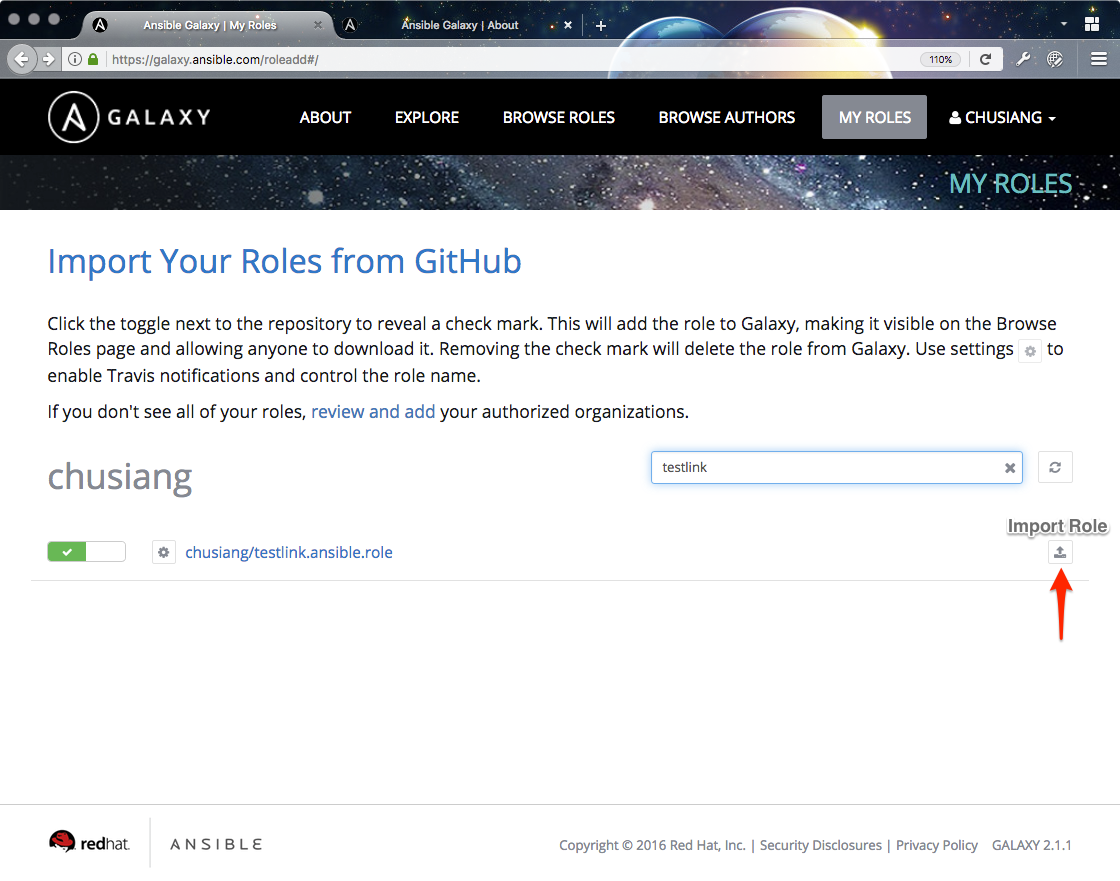 Ansible Galaxy | My Roles
Ansible Galaxy | About
https://galaxy.ansible.com/roleadd#/
110%
GALAXY
ABOUT
EXPLORE
BROWSE ROLES
BROWSE AUTHORS
MY ROLES
CHUSIANG
MY ROLES
Import Your Roles from GitHub
Click the toggle next to the repository to reveal a check mark. This will add the role to Galaxy, making it visible on the Browse
Roles page and allowing anyone to download it. Removing the check mark will delete the role from Galaxy. Use settings to
enable Travis notifications and control the role name.
If you don't see all of your roles, review and add your authorized organizations.
chusiang
testlink
Import Role
chusiang/testlink.ansible.role
redhat.
ANSIBLE
Copyright © 2016 Red Hat, Inc. | Security Disclosures | Privacy Policy GALAXY 2.1.1